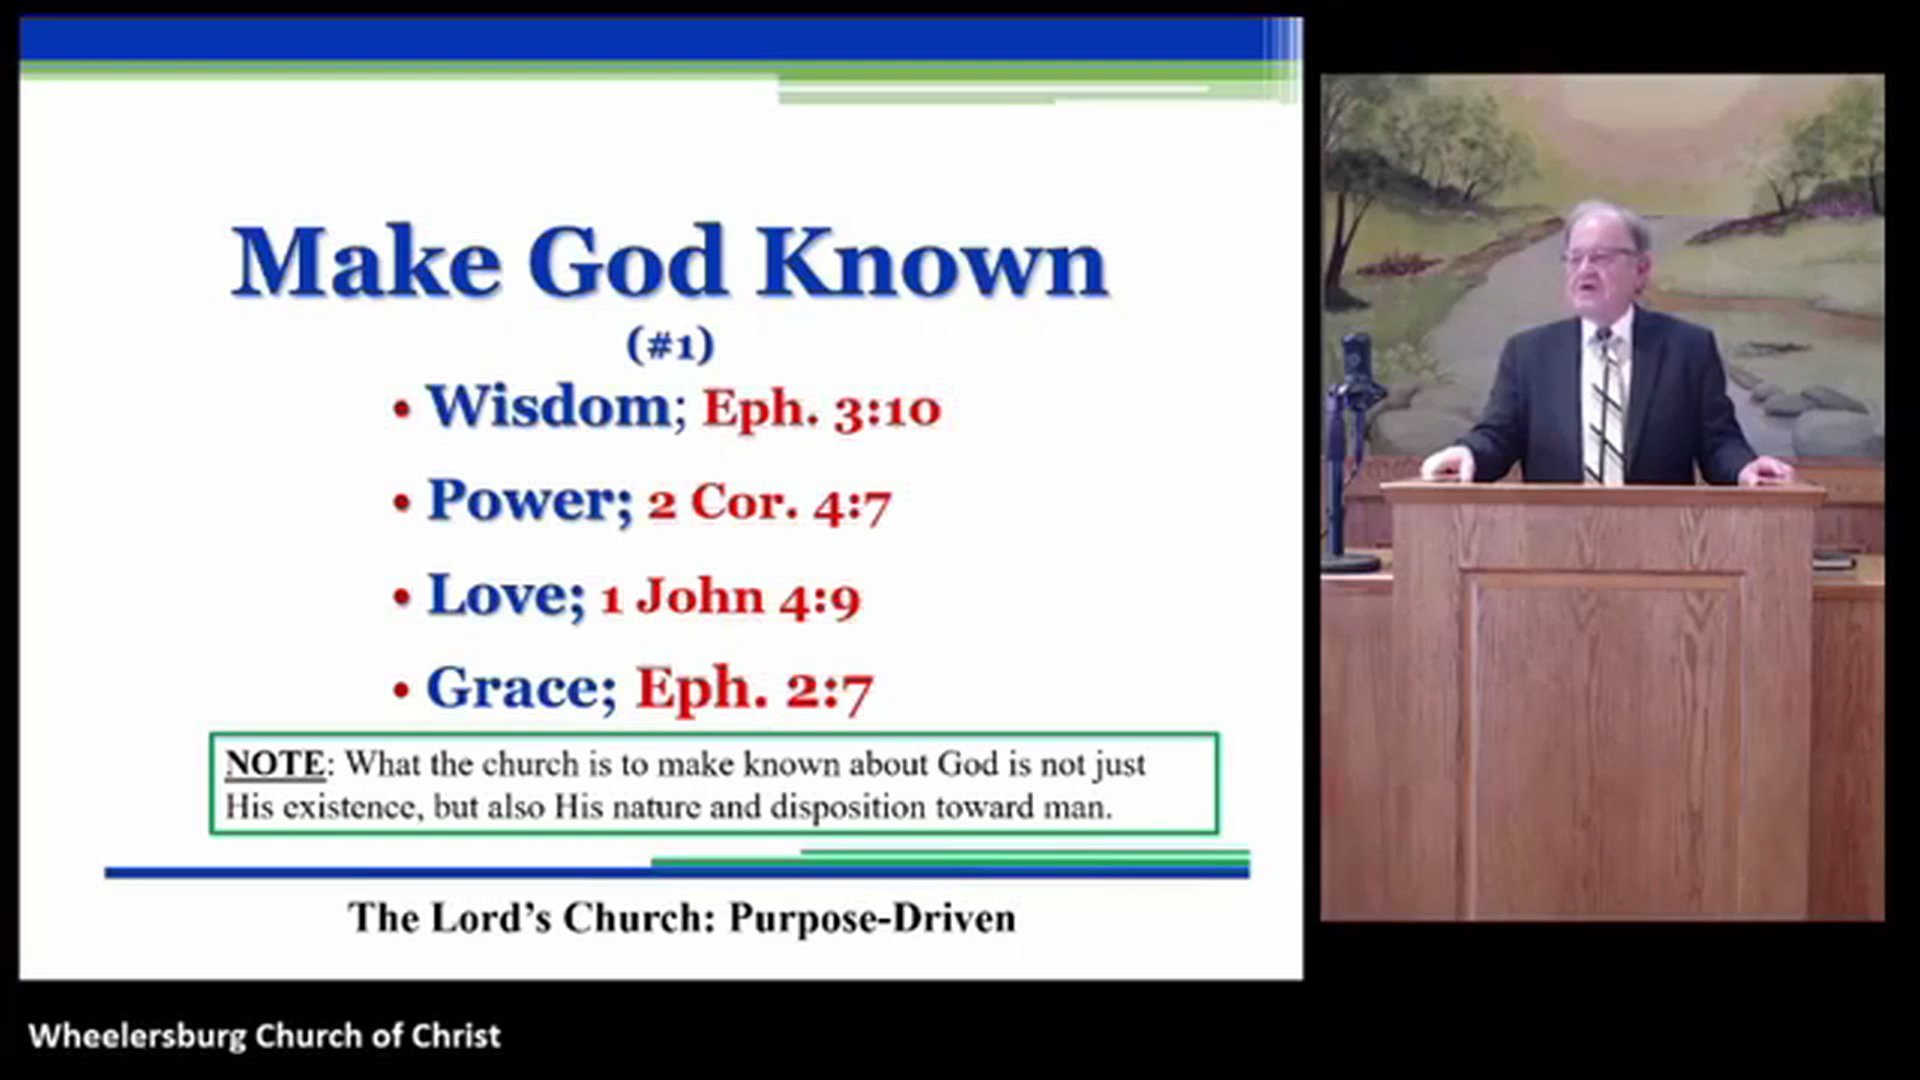 Make God Known
(#1)
• Wisdom; Eph. 3:10
• Power; 2 Cor. 4:7
• Love; 1 John 4:9
• Grace; Eph. 2:7
NOTE: What the church is to make known about God is not just
His existence, but also His nature and disposition toward man.
The Lord’s Church: Purpose-Driven
Wheelersburg Church of Christ